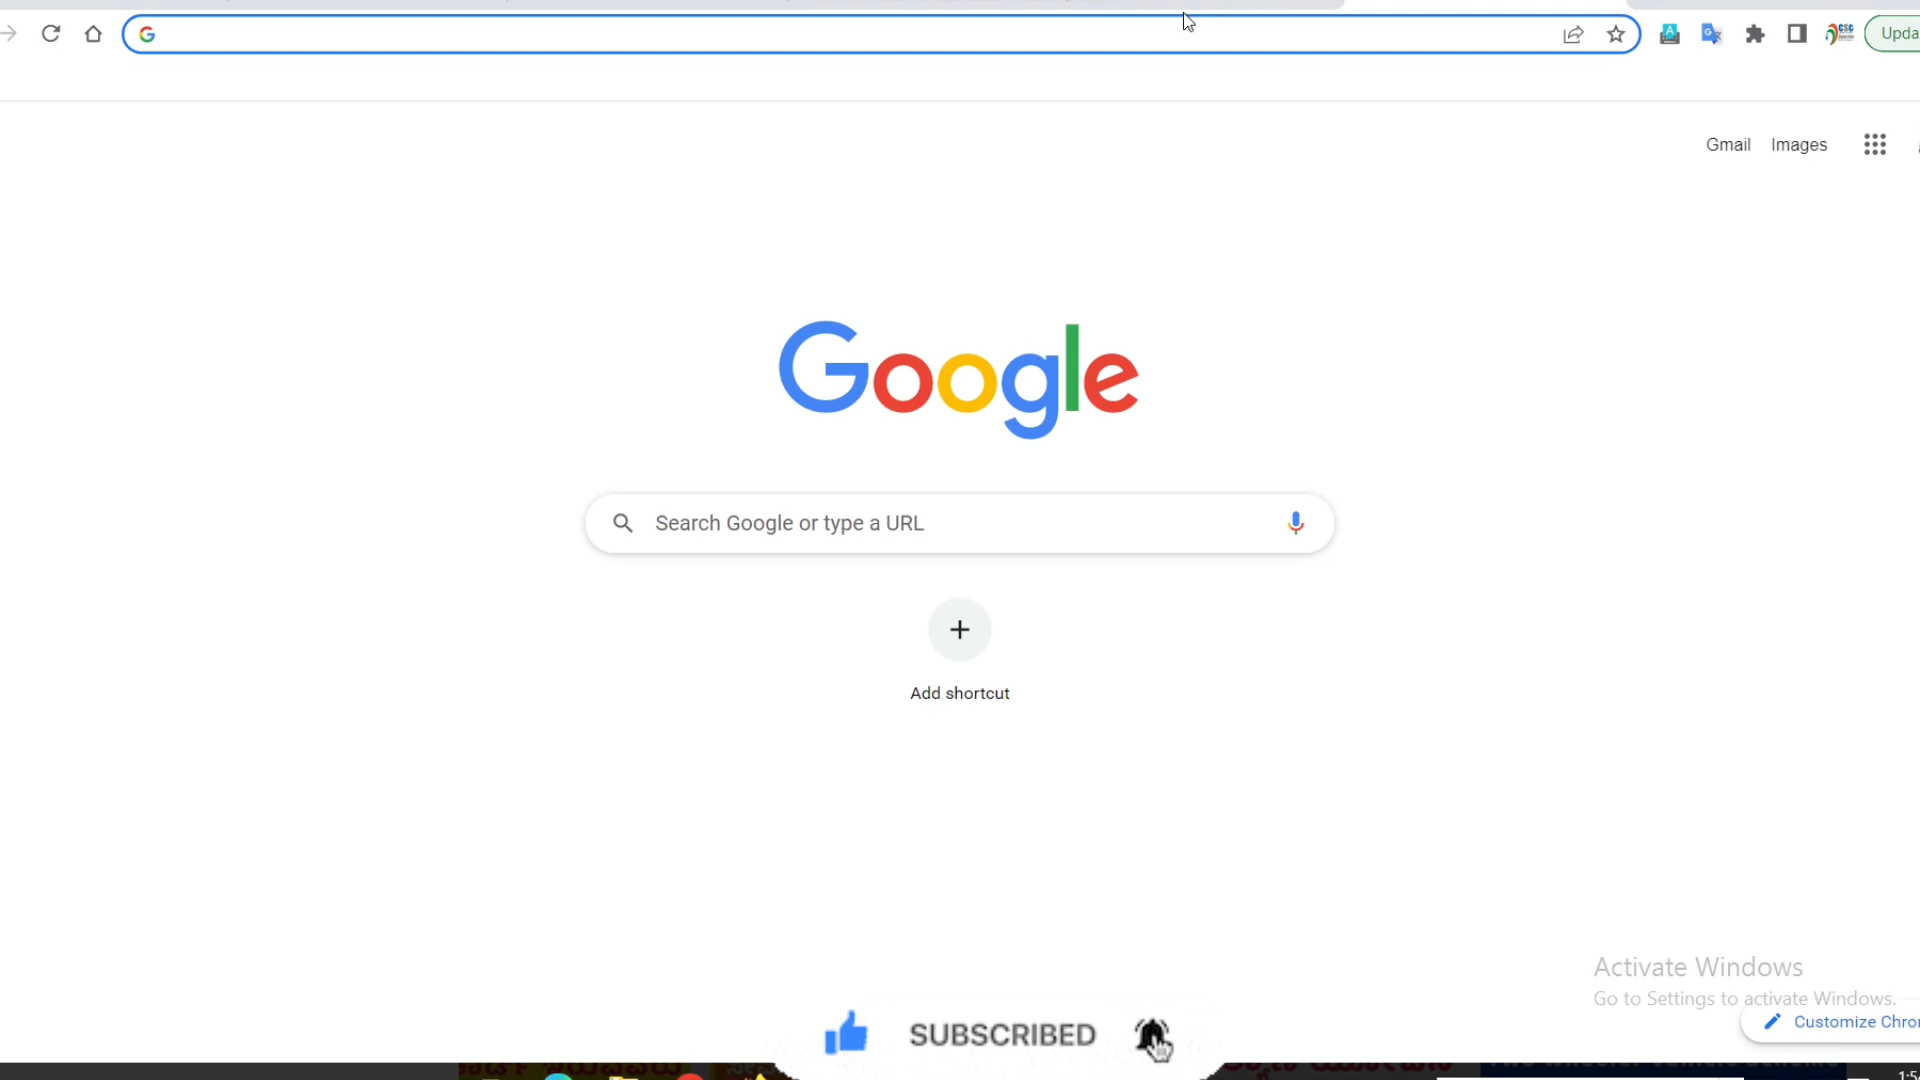 CSC
Upda
Gmail Images
Google
Search Google or type a URL
Add shortcut
Activate Windows
Go to Settings to activate Windows.
Customize Chro
SUBSCRIBED